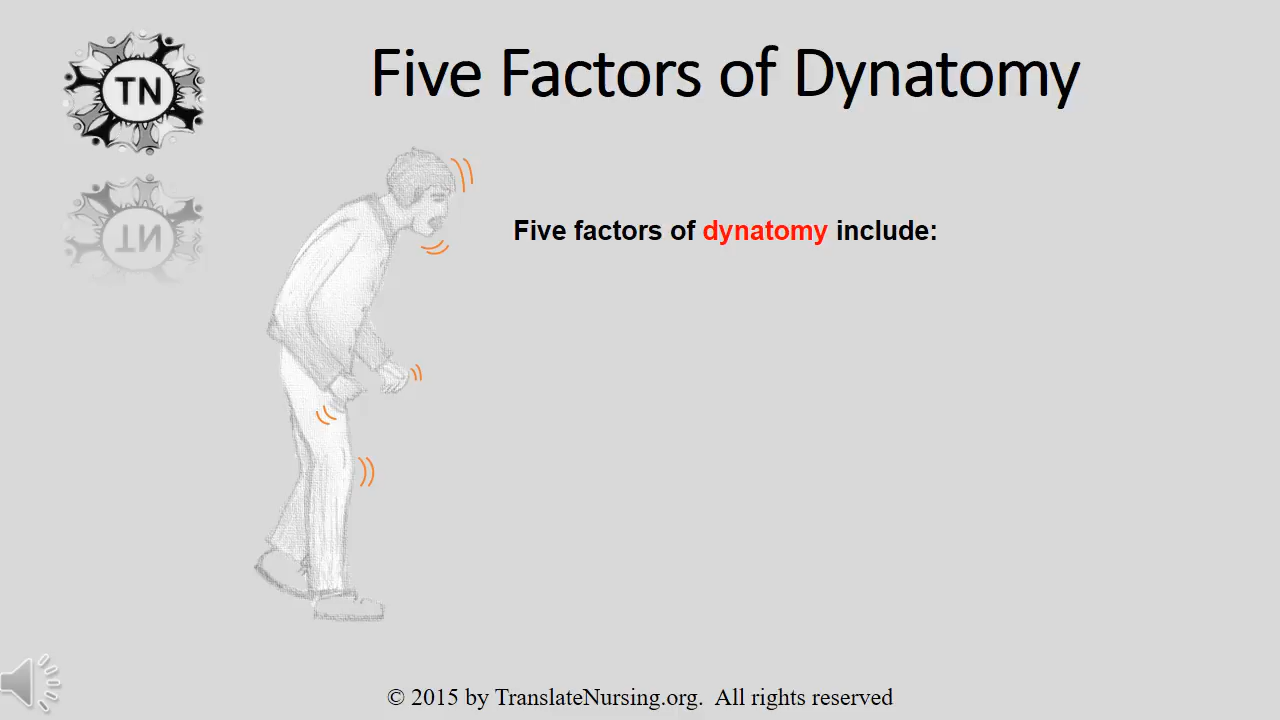 TN
Five Factors of Dynatomy
Five factors of dynatomy include:
© 2015 by TranslateNursing.org.  All rights reserved